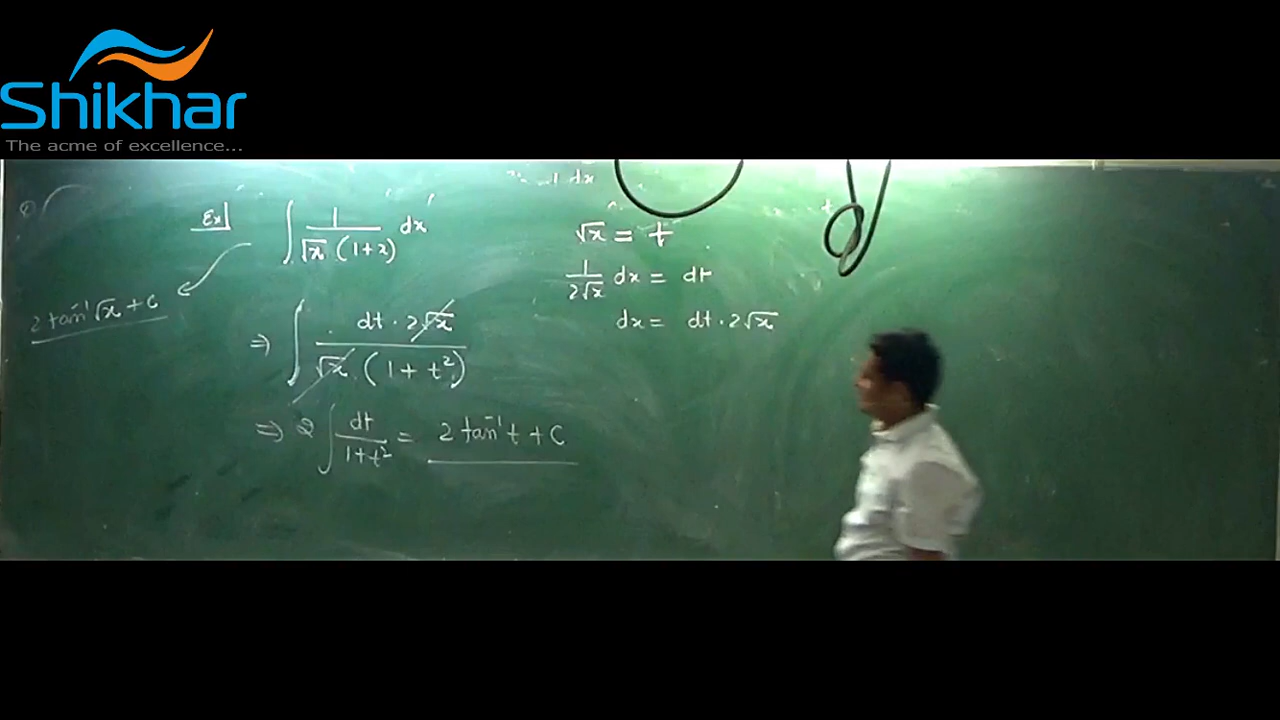 Shikhar
The acme of excellence...
dx
Ex| ∫ 1/(√x (1+x)) dx
2 tan⁻¹ √x + C
⇒ ∫ dt · 2√x / (√x · (1 + t²))
⇒ 2 ∫ dt/(1+t²) = 2 tan⁻¹ t + C
√x = t
1/(2√x) dx = dt
dx = dt · 2√x